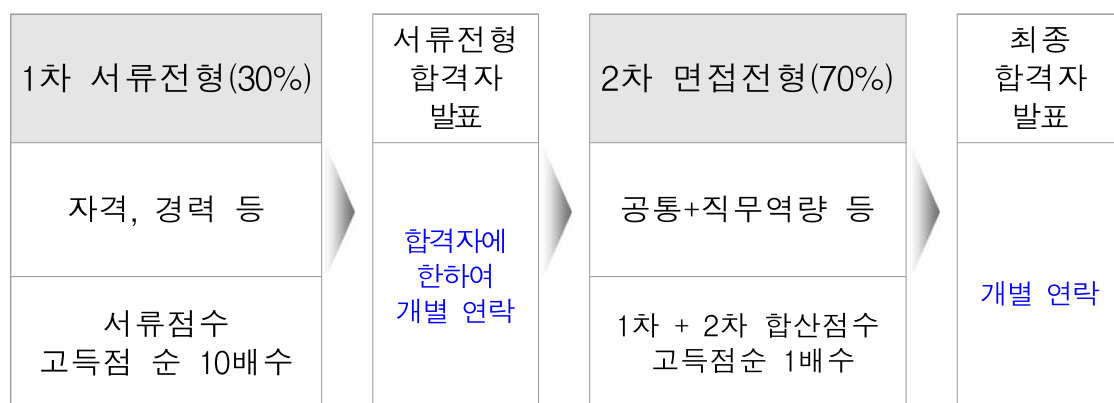 1차 서류전형(30%)
자격, 경력 등
서류점수
고득점 순 10배수
서류전형
합격자
발표
합격자에
한하여
개별 연락
2차 면접전형(70%)
공통+직무역량 등
1차 + 2차 합산점수
고득점순 1배수
최종
합격자
발표
개별 연락